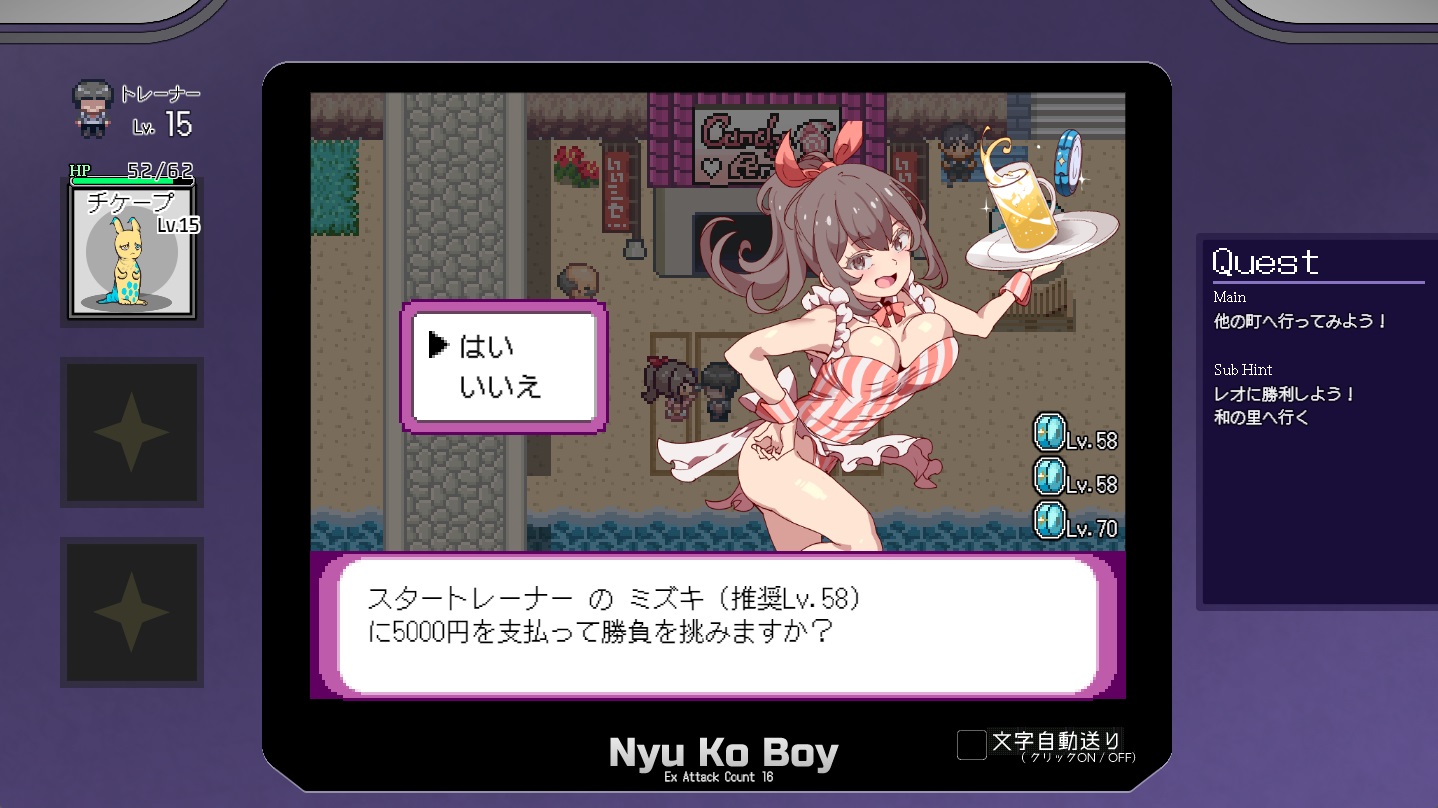 トレーナー
Lv. 15
HP 52/62
チケープ
Lv.15
Candy
はい
いいえ
Lv.58
Lv.58
Lv.70
スタートレーナー の ミズキ（推奨Lv.58）
に5000円を支払って勝負を挑みますか？
Nyu Ko Boy
Ex Attack Count 16
文字自動送り
（クリックON / OFF）
Quest
Main
他の町へ行ってみよう！
Sub Hint
レオに勝利しよう！
和の里へ行く